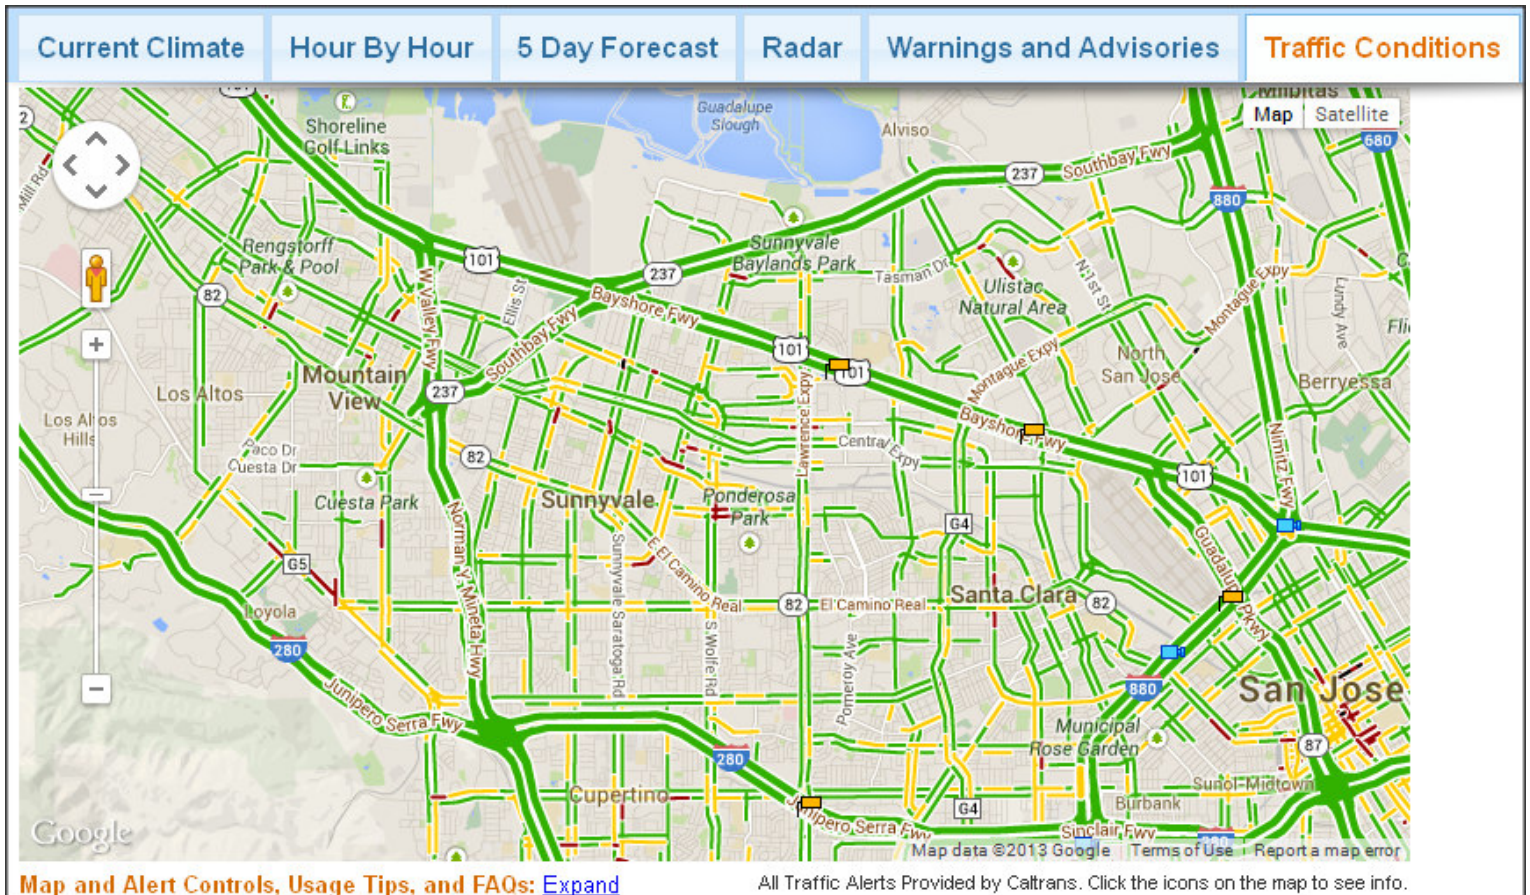 Current Climate
Hour By Hour
5 Day Forecast
Radar
Warnings and Advisories
Traffic Conditions
101
Milpitas
2
Shoreline
Golf Links
Guadalupe
Slough
Alviso
Map
Satellite
Southbay Fwy
237
680
Mill Rd
880
Rengstorff
Park & Pool
101
237
Sunnyvale
Baylands Park
Tasman Dr
Ulistac
Natural Area
N 1st St
Montague Expy
Lundy Ave
82
W Valley Fwy
Ellis St
Bayshore Fwy
Southbay Fwy
101
101
Montague Expy
North
San Jose
Berryessa
Mountain
View
237
Los Altos
Los Altos
Hills
Paco Dr
Cuesta Dr
82
Lawrence Expy
Central Expy
Bayshore Fwy
Nimitz Fwy
101
Cuesta Park
Sunnyvale
Ponderosa
Park
G4
Norman Y. Mineta Hwy
Guadalupe Pkwy
G5
Sunnyvale Saratoga Rd
E El Camino Real
82
El Camino Real
Santa Clara
82
Loyola
280
S Wolfe Rd
Pomeroy Ave
Junipero Serra Fwy
880
San Jose
Municipal
Rose Garden
87
280
Cupertino
Junipero Serra Fwy
G4
Sunol-Midtown
Burbank
Sinclair Fwy
Google
Map data ©2013 Google
Terms of Use
Report a map error
Map and Alert Controls, Usage Tips, and FAQs: Expand
All Traffic Alerts Provided by Caltrans. Click the icons on the map to see info.